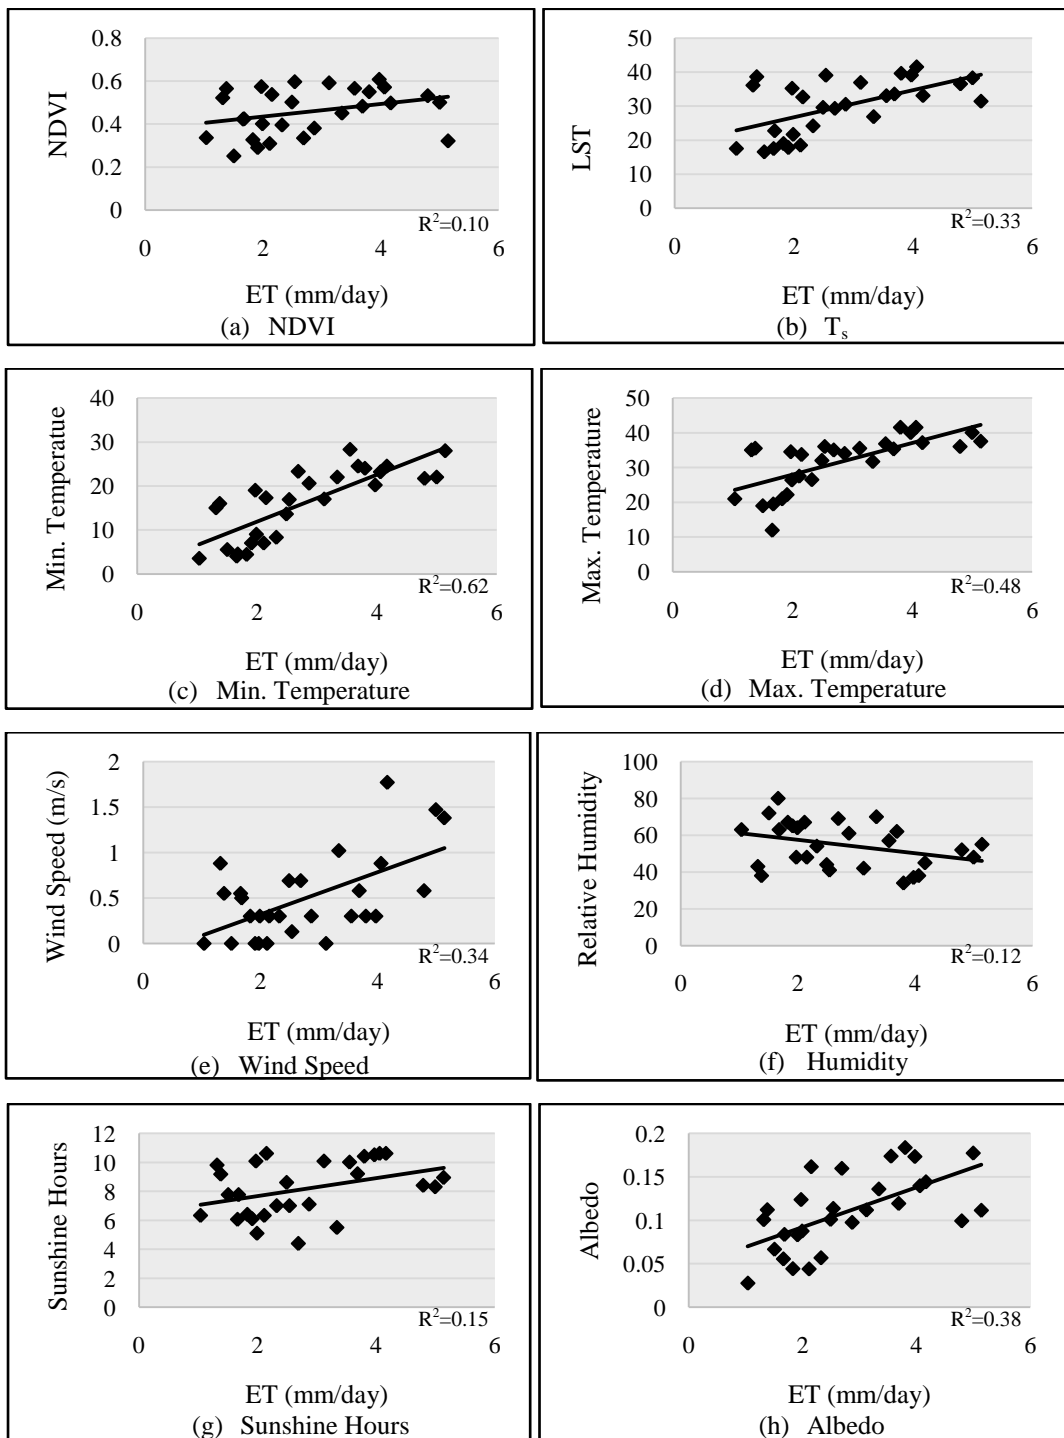 0.8
0.6
0.4
0.2
0
NDVI
R²=0.10
0 2 4 6
ET (mm/day)
(a) NDVI
50
40
30
20
10
0
LST
R²=0.33
0 2 4 6
ET (mm/day)
(b) Tₛ
40
30
20
10
0
Min. Temperatue
R²=0.62
0 2 4 6
ET (mm/day)
(c) Min. Temperature
50
40
30
20
10
0
Max. Temperature
R²=0.48
0 2 4 6
ET (mm/day)
(d) Max. Temperature
2
1.5
1
0.5
0
Wind Speed (m/s)
R²=0.34
0 2 4 6
ET (mm/day)
(e) Wind Speed
100
80
60
40
20
0
Relative Humidity
R²=0.12
0 2 4 6
ET (mm/day)
(f) Humidity
12
10
8
6
4
2
0
Sunshine Hours
R²=0.15
0 2 4 6
ET (mm/day)
(g) Sunshine Hours
0.2
0.15
0.1
0.05
0
Albedo
R²=0.38
0 2 4 6
ET (mm/day)
(h) Albedo